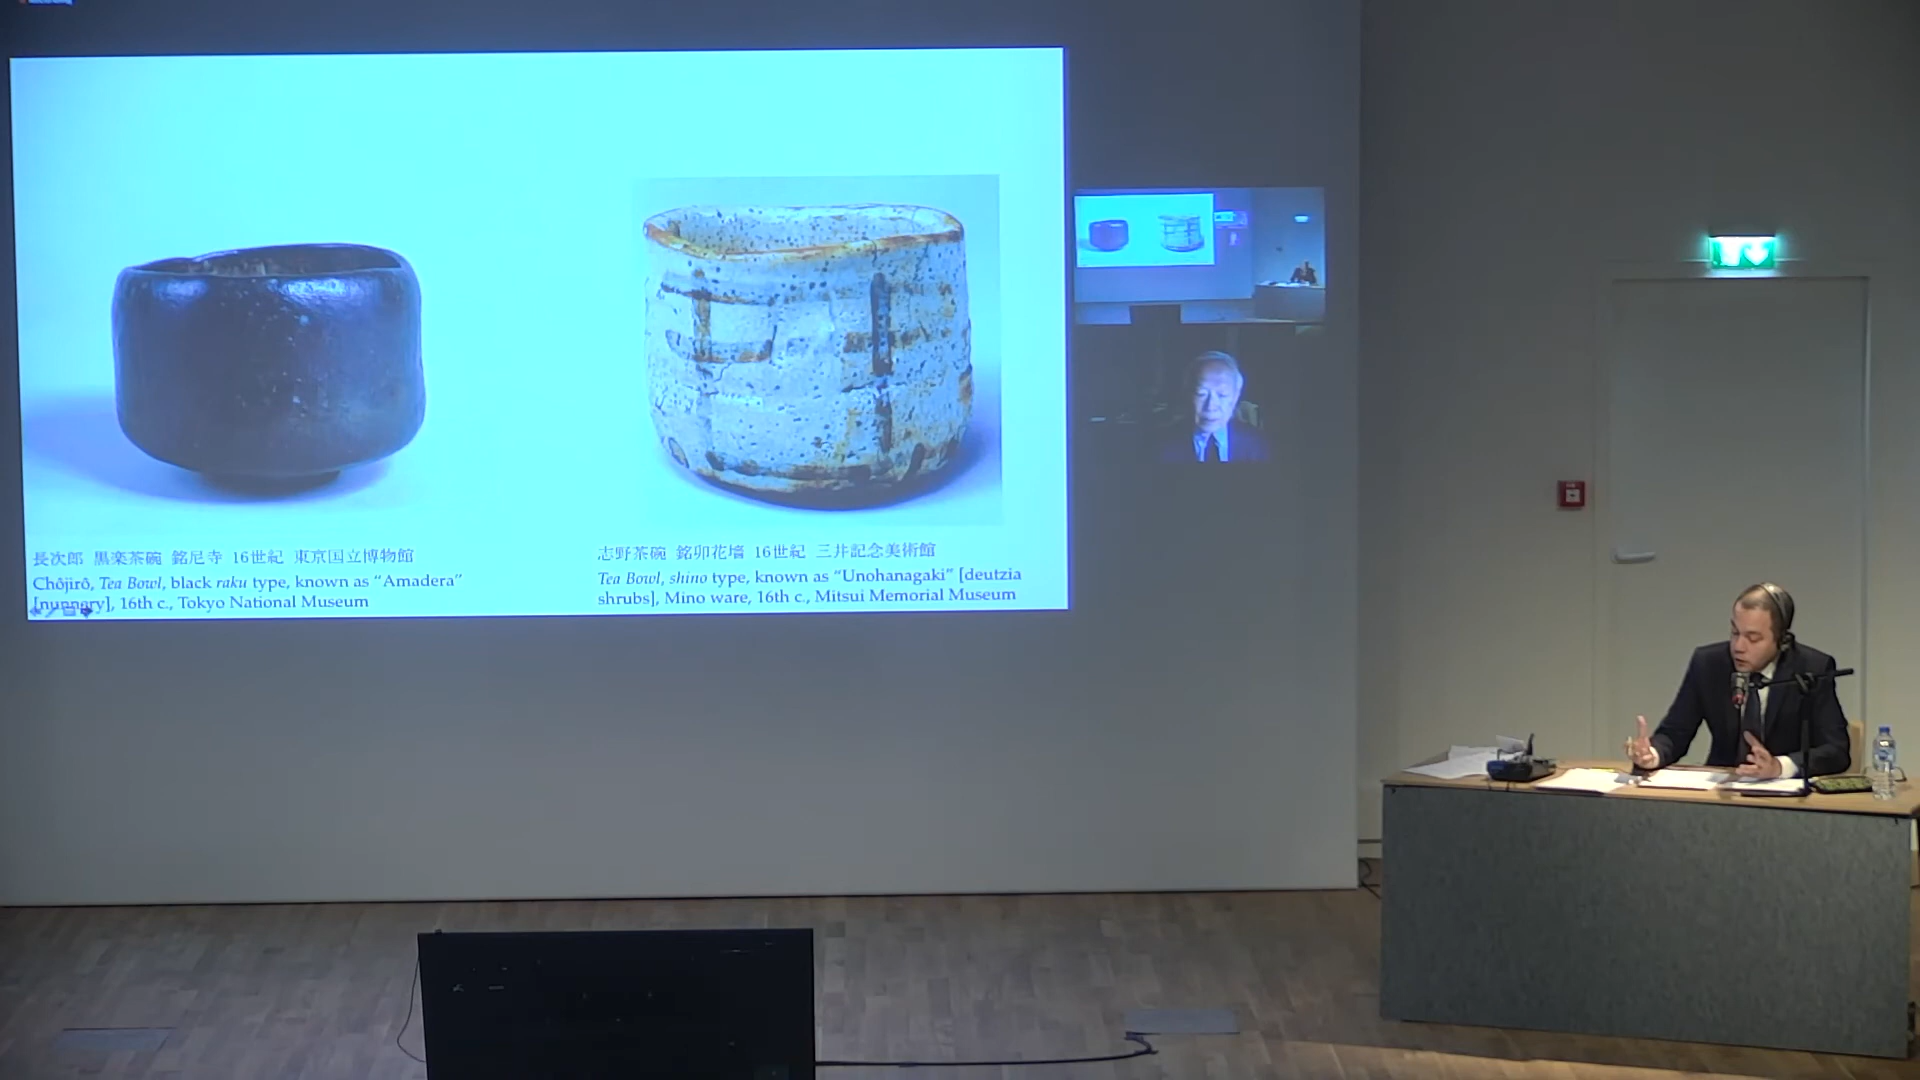 長次郎 黒楽茶碗 銘尼寺 16世紀 東京国立博物館
Chōjirō, Tea Bowl, black raku type, known as “Amadera”
[nunnery], 16th c., Tokyo National Museum
志野茶碗 銘卯花墻 16世紀 三井記念美術館
Tea Bowl, shino type, known as “Unohanagaki” [deutzia
shrubs], Mino ware, 16th c., Mitsui Memorial Museum